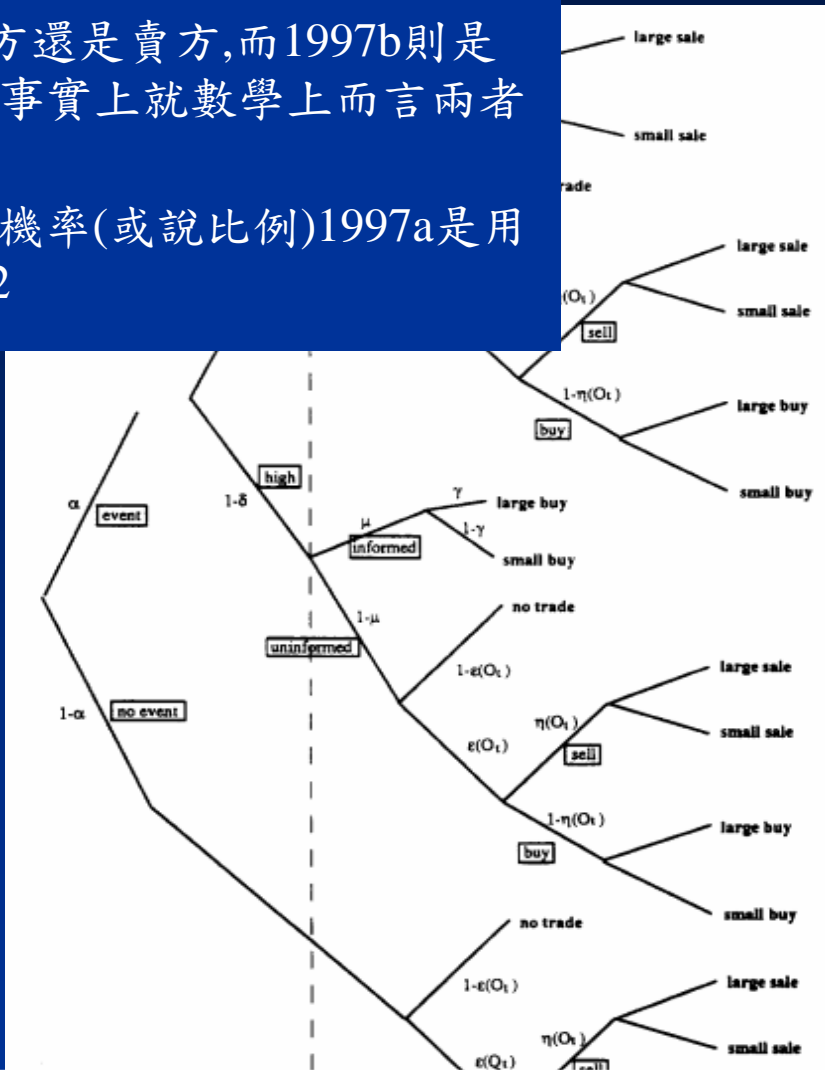 方還是賣方,而1997b則是
事實上就數學上而言兩者
機率(或說比例)1997a是用
2
large sale
small sale
rade
large sale
(Oₜ)
small sale
sell
1-η(Oₜ)
large buy
buy
small buy
high
1-δ
α
event
γ
large buy
μ
1-γ
informed
small buy
no trade
1-μ
uninformed
1-ε(Oₜ)
large sale
1-α
no event
η(Oₜ)
small sale
ε(Oₜ)
sell
1-η(Oₜ)
large buy
buy
small buy
no trade
1-ε(Oₜ)
large sale
η(Oₜ)
small sale
ε(Qₜ)
sell